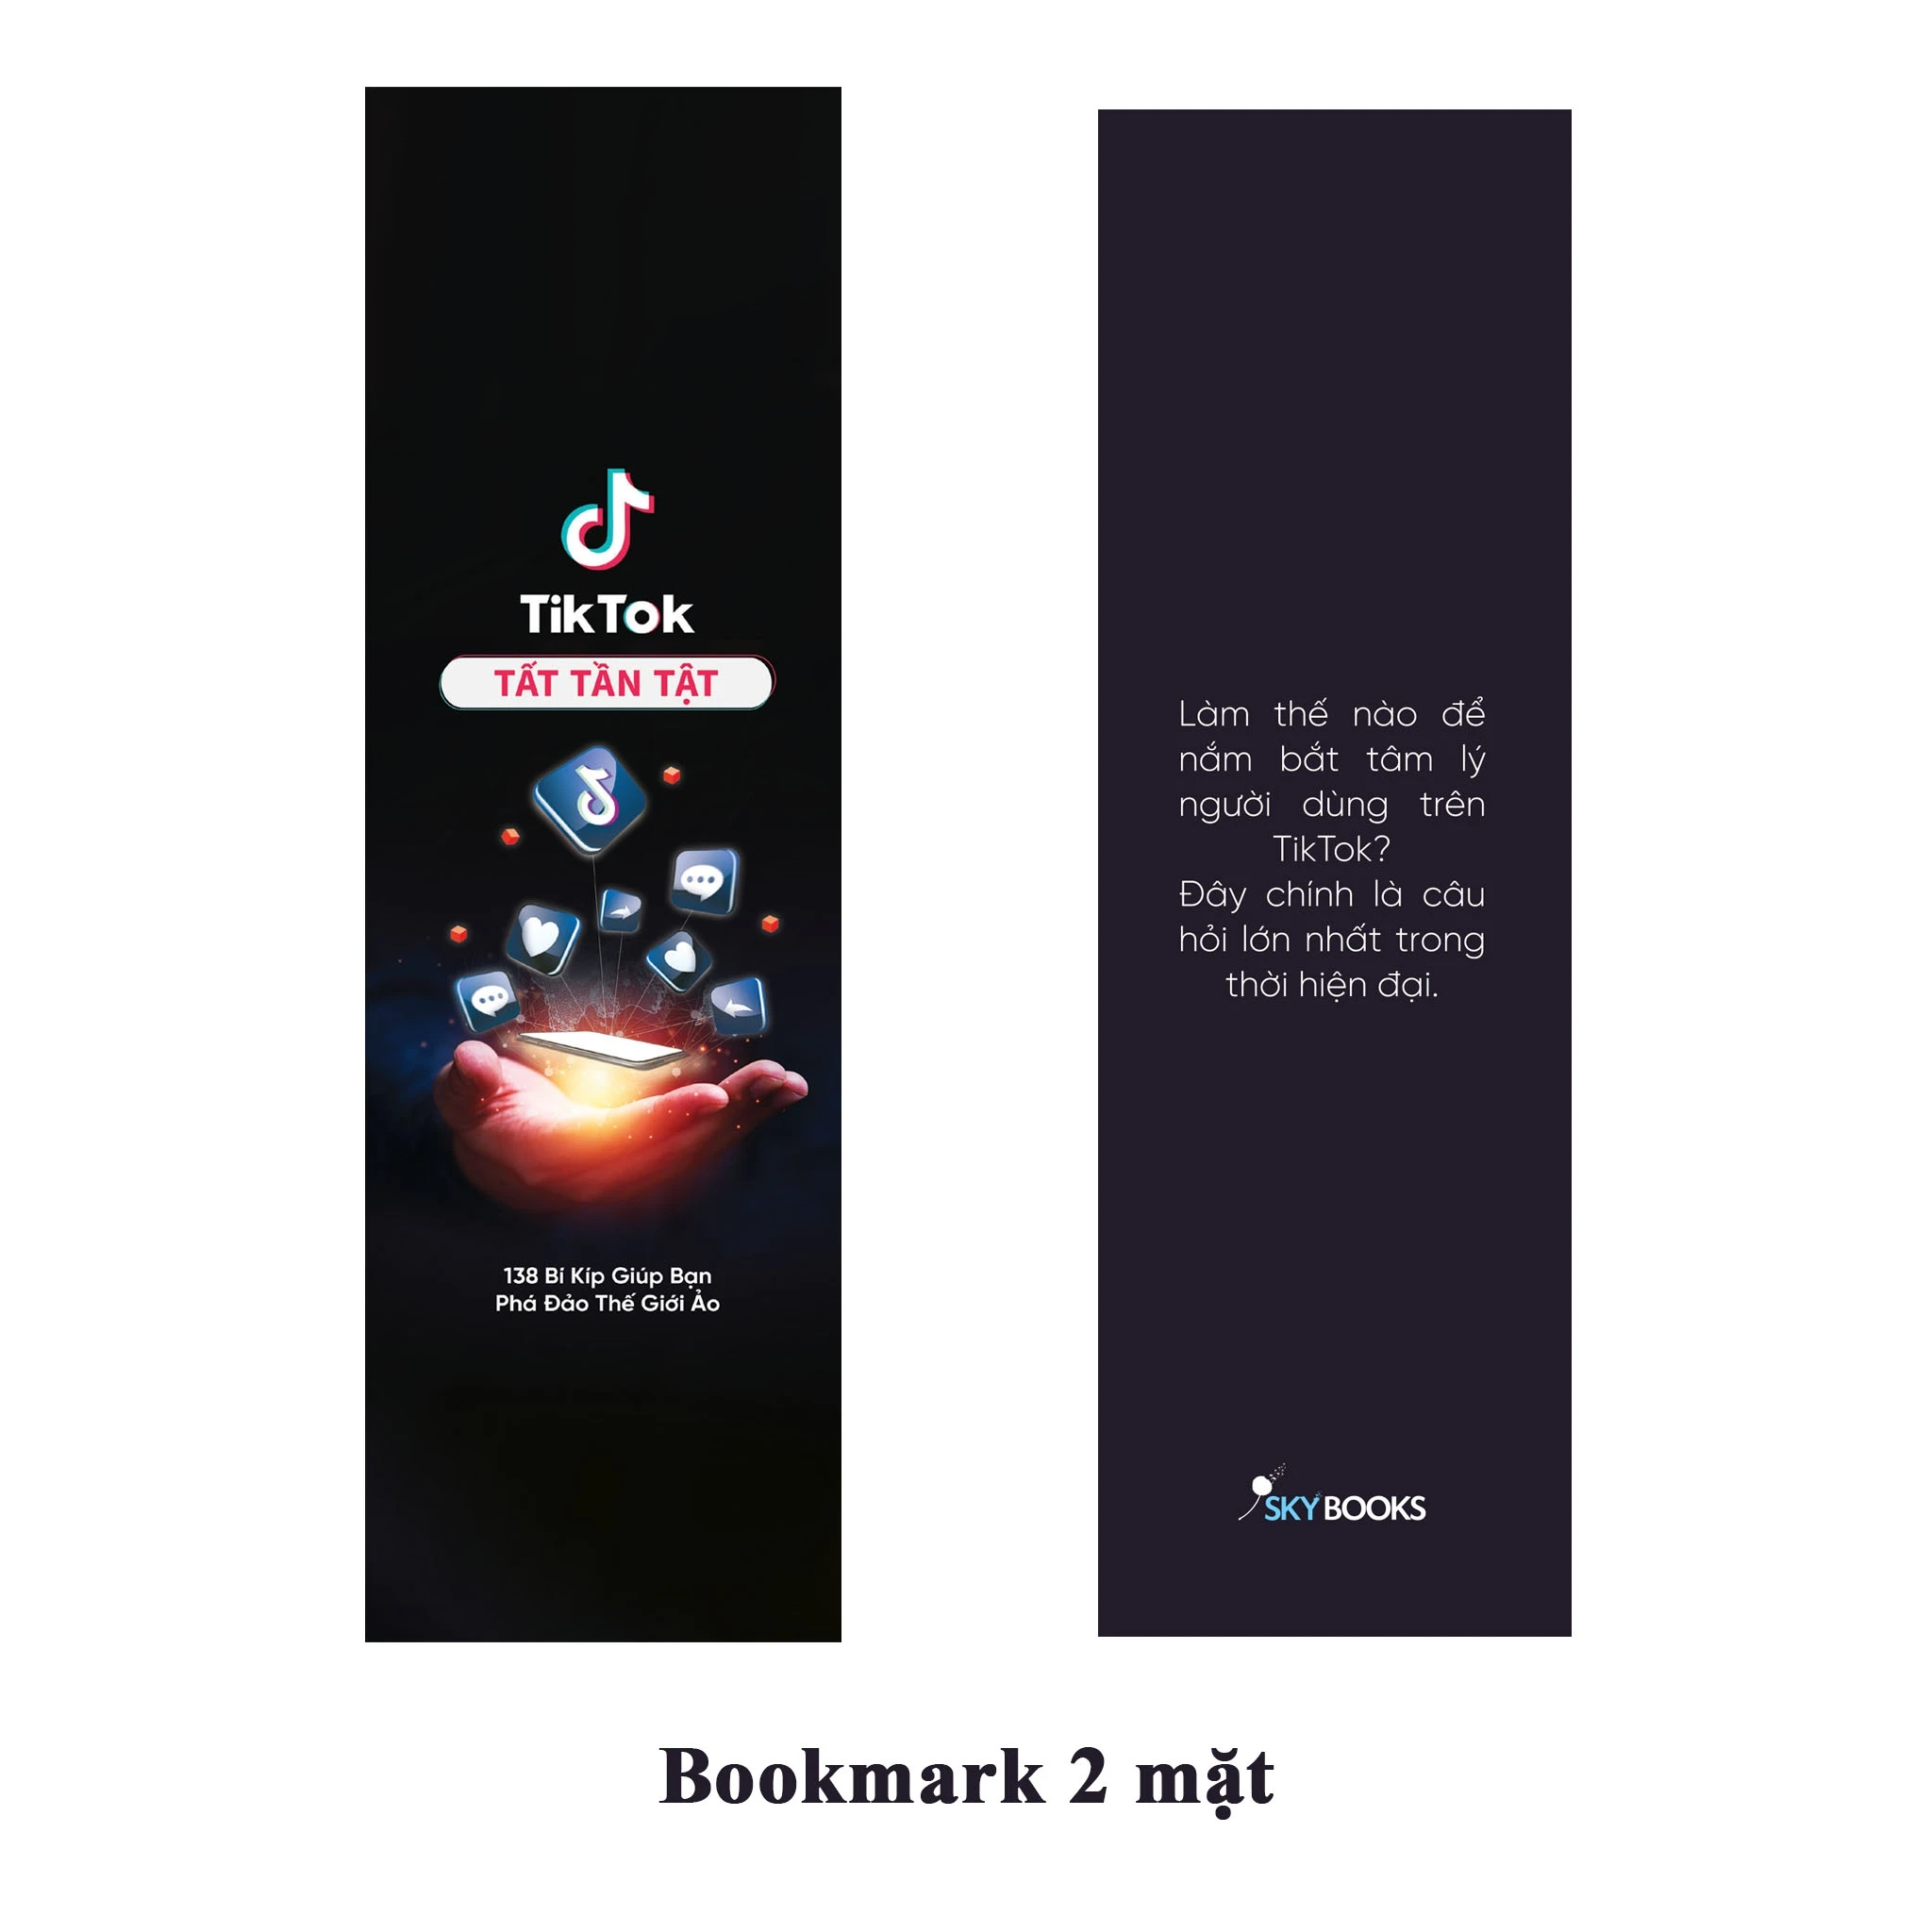 TikTok
TẤT TẦN TẬT
138 Bí Kíp Giúp Bạn
Phá Đảo Thế Giới Ảo
Làm thế nào để
nắm bắt tâm lý
người dùng trên
TikTok?
Đây chính là câu
hỏi lớn nhất trong
thời hiện đại.
SKYBOOKS
Bookmark 2 mặt